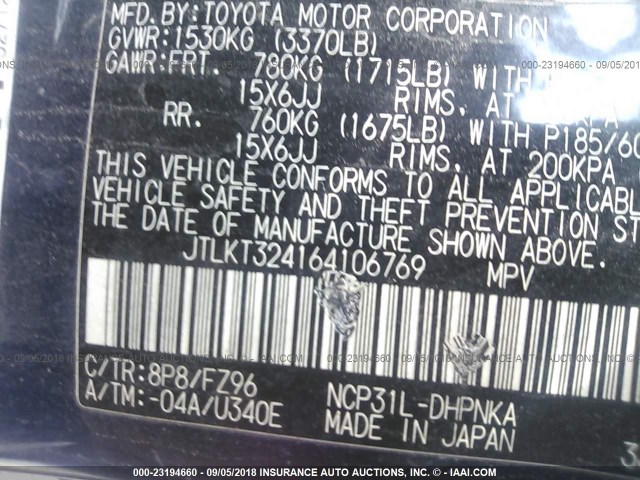 MFD.BY:TOYOTA MOTOR CORPORATION
GVWR:1530KG (3370LB)
GAWR:FRT. 780KG (1715LB) WITH
15X6JJ RIMS, AT
RR. 760KG (1675LB) WITH P185/60
15X6JJ RIMS, AT 200KPA
THIS VEHICLE CONFORMS TO ALL APPLICABL
VEHICLE SAFETY AND THEFT PREVENTION ST
THE DATE OF MANUFACTURE SHOWN ABOVE.
JTLKT324164106769 MPV
C/TR:8P8/FZ96 NCP31L-DHPNKA
A/TM:-04A/U340E MADE IN JAPAN
000-23194660 - 09/05/2018 INSURANCE AUTO AUCTIONS, INC. © - IAAI.COM